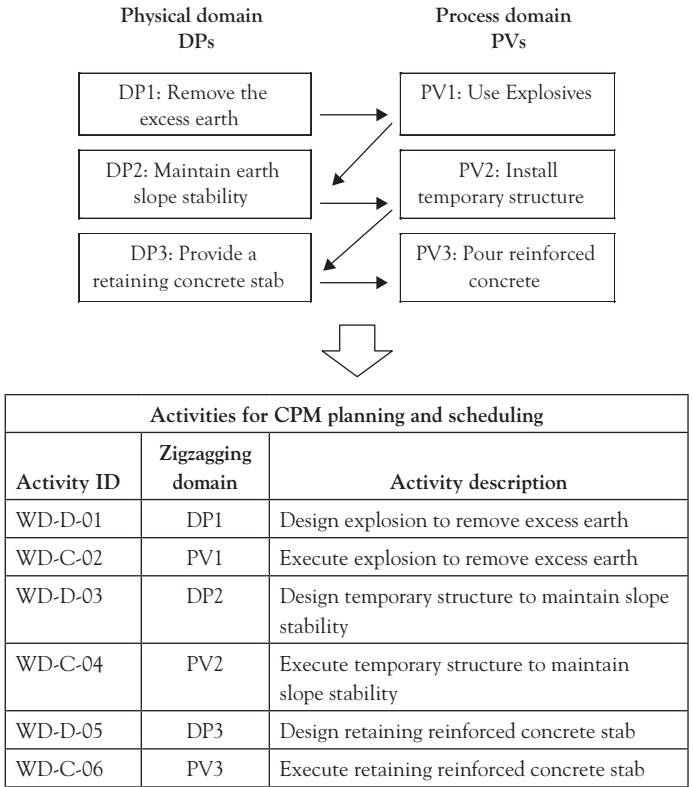 Physical domain
DPs
Process domain
PVs
DP1: Remove the
excess earth
PV1: Use Explosives
DP2: Maintain earth
slope stability
PV2: Install
temporary structure
DP3: Provide a
retaining concrete stab
PV3: Pour reinforced
concrete
Activities for CPM planning and scheduling
Activity ID
Zigzagging
domain
Activity description
WD-D-01 DP1 Design explosion to remove excess earth
WD-C-02 PV1 Execute explosion to remove excess earth
WD-D-03 DP2 Design temporary structure to maintain slope
stability
WD-C-04 PV2 Execute temporary structure to maintain
slope stability
WD-D-05 DP3 Design retaining reinforced concrete stab
WD-C-06 PV3 Execute retaining reinforced concrete stab